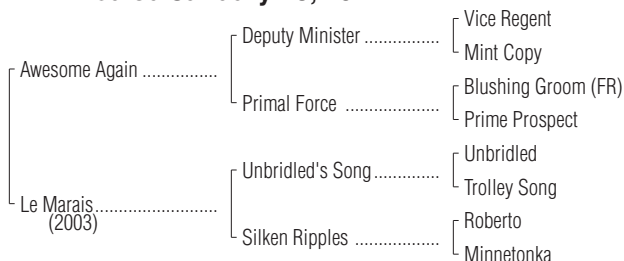 Vice Regent
Deputy Minister ..................
Mint Copy
Awesome Again ................
Blushing Groom (FR)
Primal Force ......................
Prime Prospect
Unbridled
Unbridled's Song...............
Trolley Song
Le Marais..........................
(2003)
Roberto
Silken Ripples ....................
Minnetonka